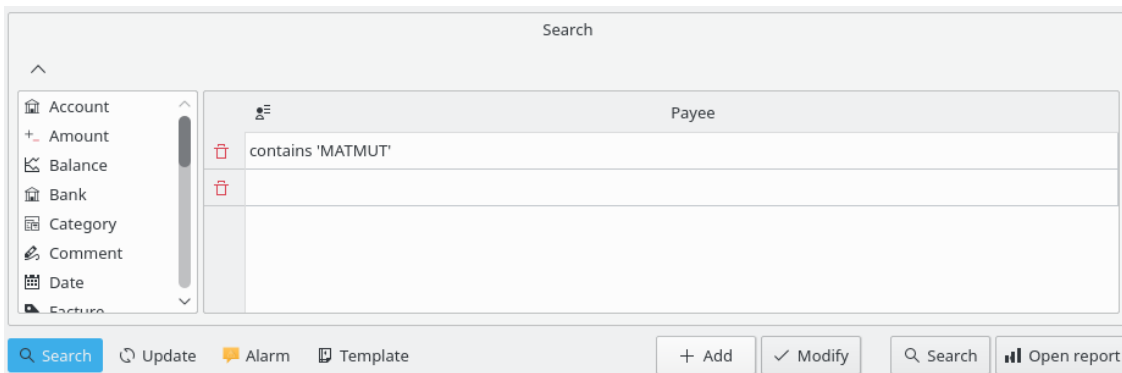 Search
Account
Amount
Balance
Bank
Category
Comment
Date
Facture
Payee
contains 'MATMUT'
Search Update Alarm Template + Add Modify Search Open report